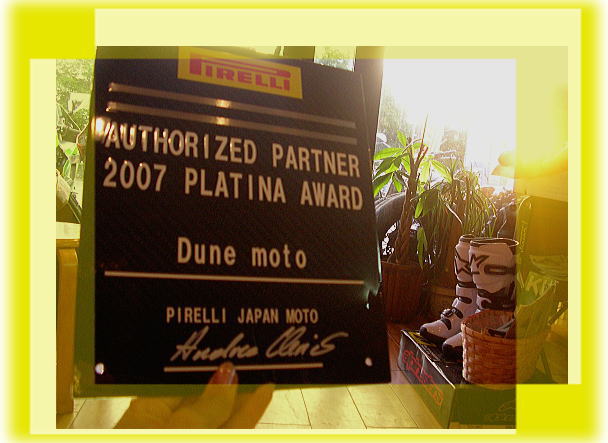 PIRELLI
AUTHORIZED PARTNER
2007 PLATINA AWARD
Dune moto
PIRELLI JAPAN MOTO